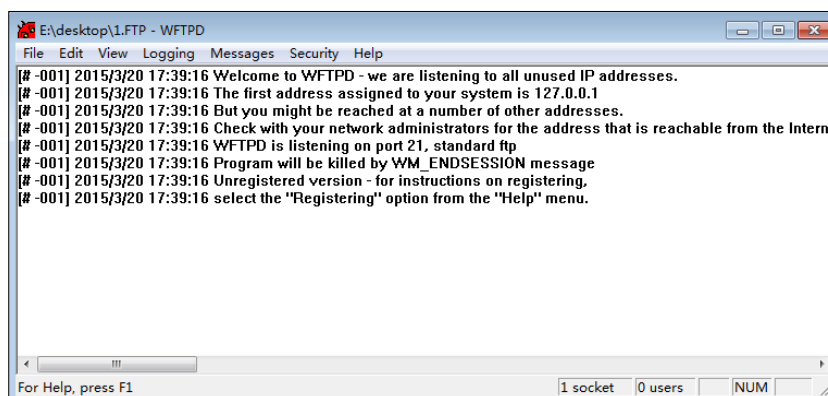 E:\desktop\1.FTP - WFTPD
File Edit View Logging Messages Security Help
[# -001] 2015/3/20 17:39:16 Welcome to WFTPD - we are listening to all unused IP addresses.
[# -001] 2015/3/20 17:39:16 The first address assigned to your system is 127.0.0.1
[# -001] 2015/3/20 17:39:16 But you might be reached at a number of other addresses.
[# -001] 2015/3/20 17:39:16 Check with your network administrators for the address that is reachable from the Intern
[# -001] 2015/3/20 17:39:16 WFTPD is listening on port 21, standard ftp
[# -001] 2015/3/20 17:39:16 Program will be killed by WM_ENDSESSION message
[# -001] 2015/3/20 17:39:16 Unregistered version - for instructions on registering,
[# -001] 2015/3/20 17:39:16 select the "Registering" option from the "Help" menu.
For Help, press F1 1 socket 0 users NUM